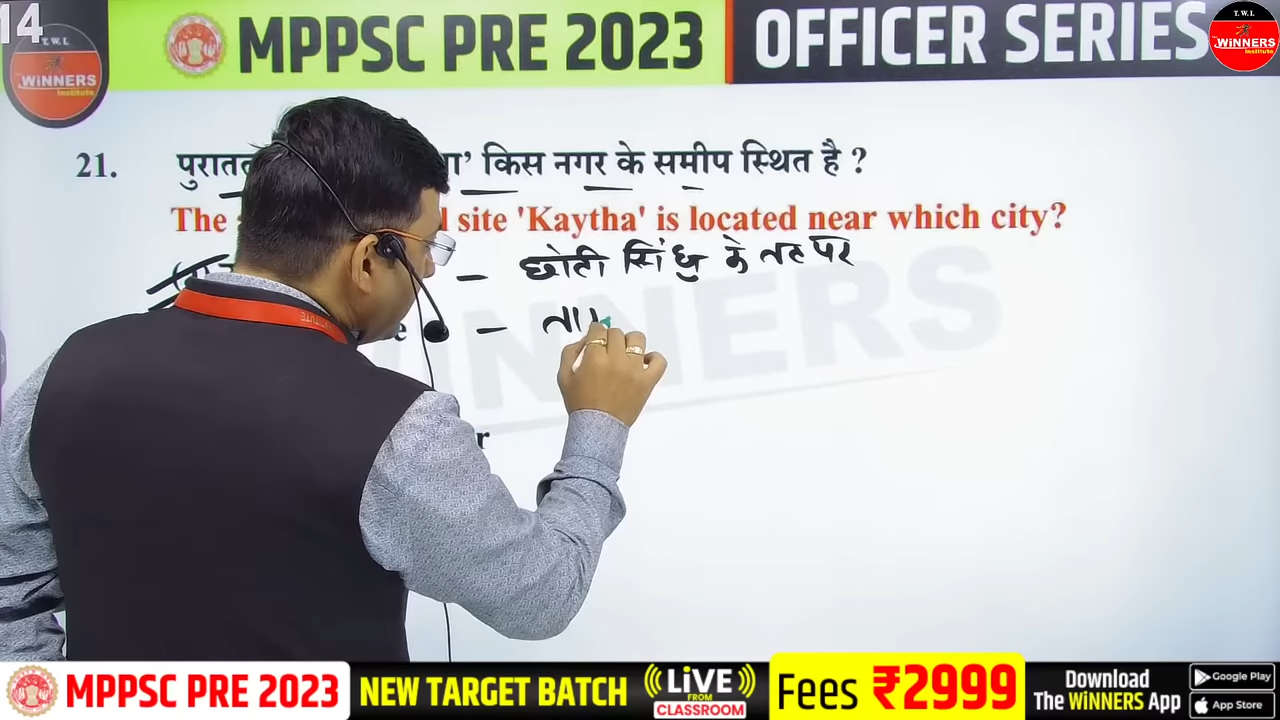 14
MPPSC PRE 2023
OFFICER SERIES
T.W.I.
WiNNERS
Institute
T.W.I.
The
WiNNERS
Institute
21. किस नगर के समीप स्थित है ?
The site 'Kaytha' is located near which city?
– छोटी सिंधु के तट पर
–
WINNERS
MPPSC PRE 2023
NEW TARGET BATCH
LiVE
FROM
CLASSROOM
Fees ₹2999
Download
The WiNNERS App
Google Play
App Store